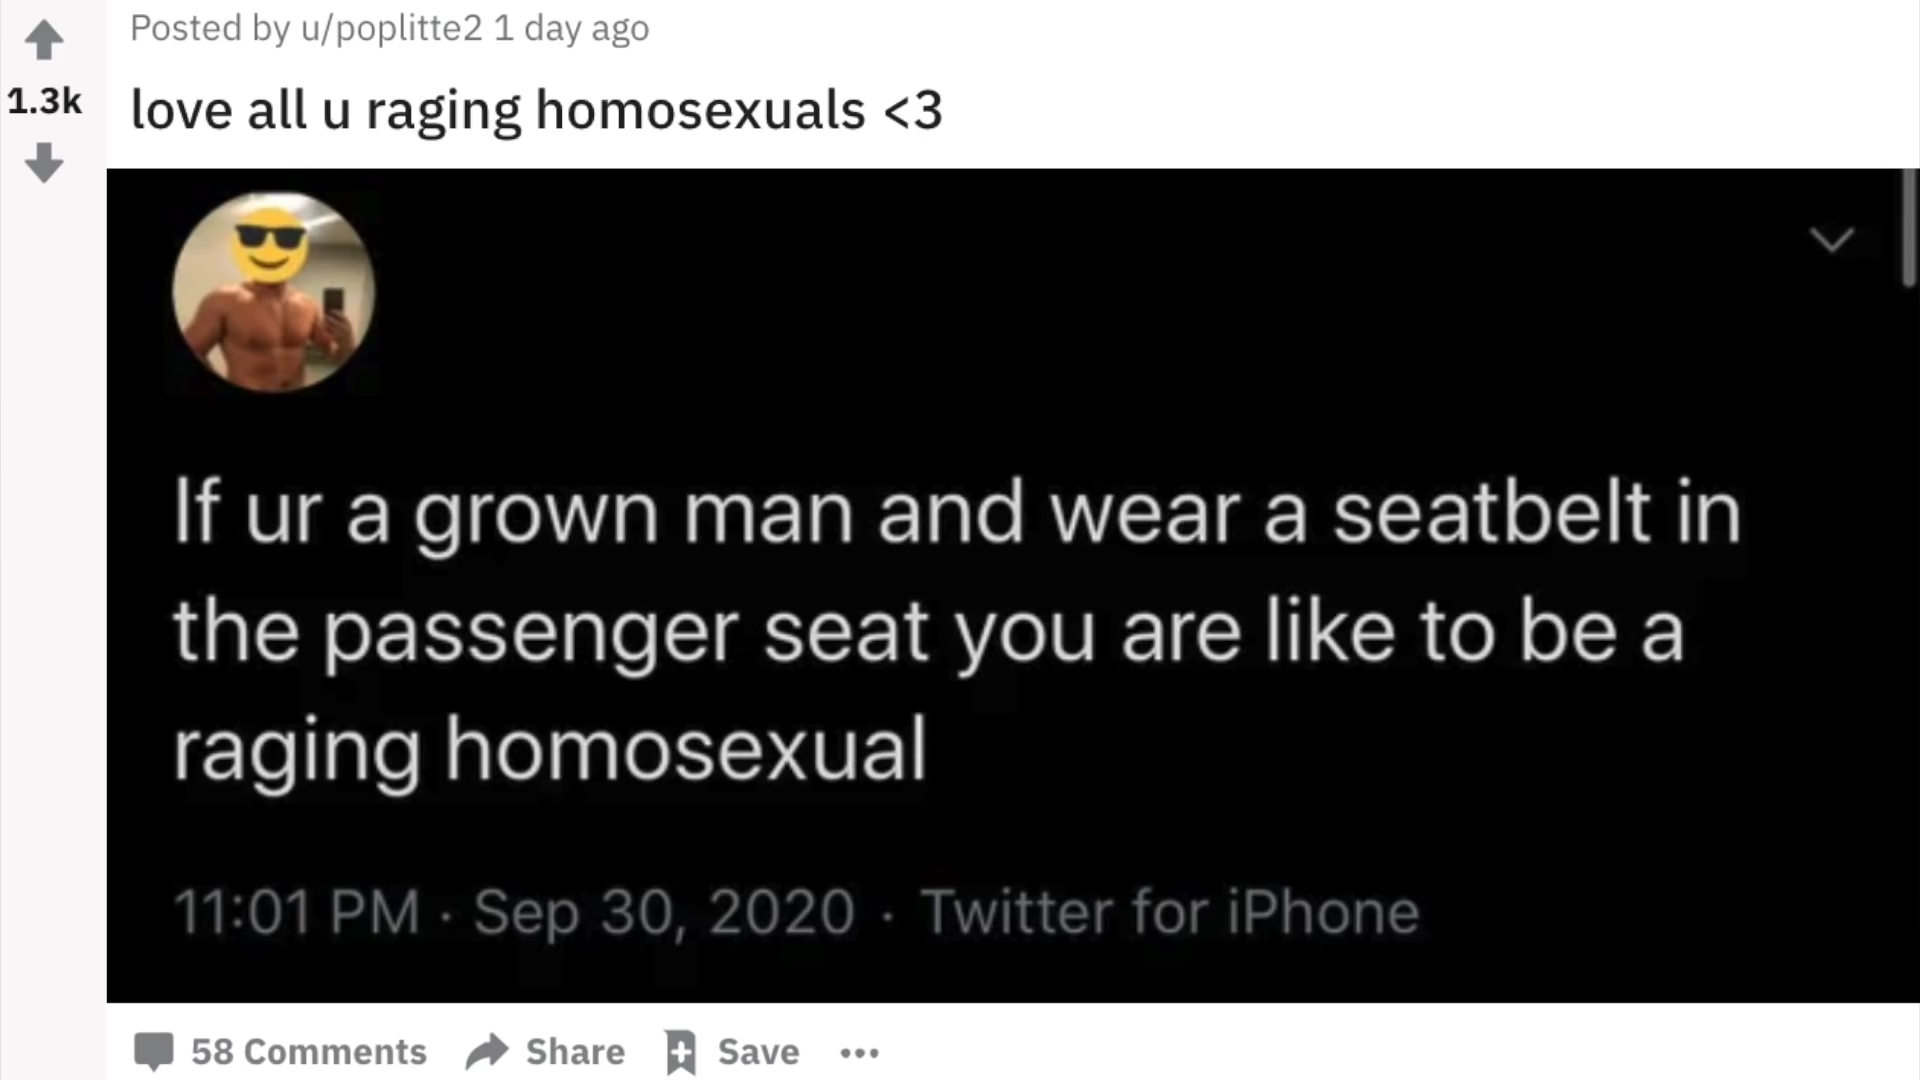 Posted by u/poplitte2 1 day ago
1.3k
love all u raging homosexuals <3
If ur a grown man and wear a seatbelt in
the passenger seat you are like to be a
raging homosexual
11:01 PM · Sep 30, 2020 · Twitter for iPhone
58 Comments Share Save